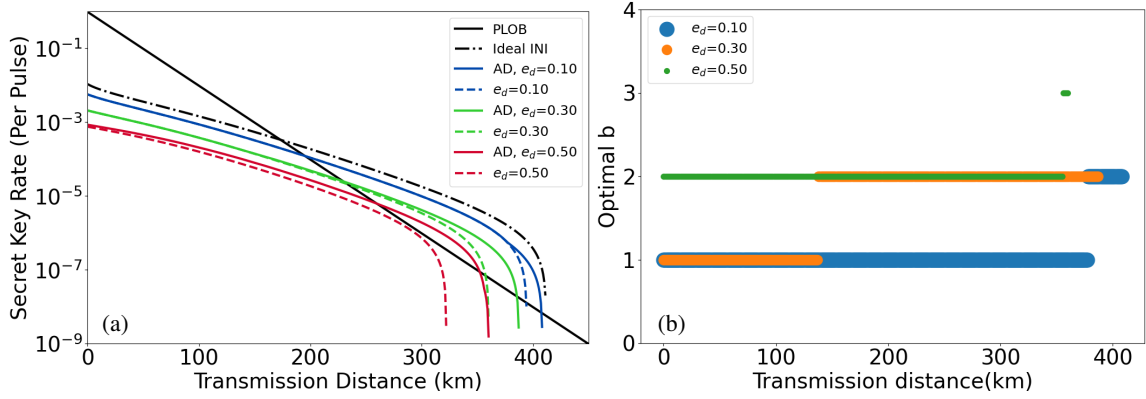 Secret Key Rate (Per Pulse)
10⁻¹
10⁻³
10⁻⁵
10⁻⁷
10⁻⁹
PLOB
Ideal INI
AD, e_d=0.10
e_d=0.10
AD, e_d=0.30
e_d=0.30
AD, e_d=0.50
e_d=0.50
(a)
0 100 200 300 400
Transmission Distance (km)
Optimal b
4
3
2
1
0
e_d=0.10
e_d=0.30
e_d=0.50
(b)
0 100 200 300 400
Transmission distance(km)